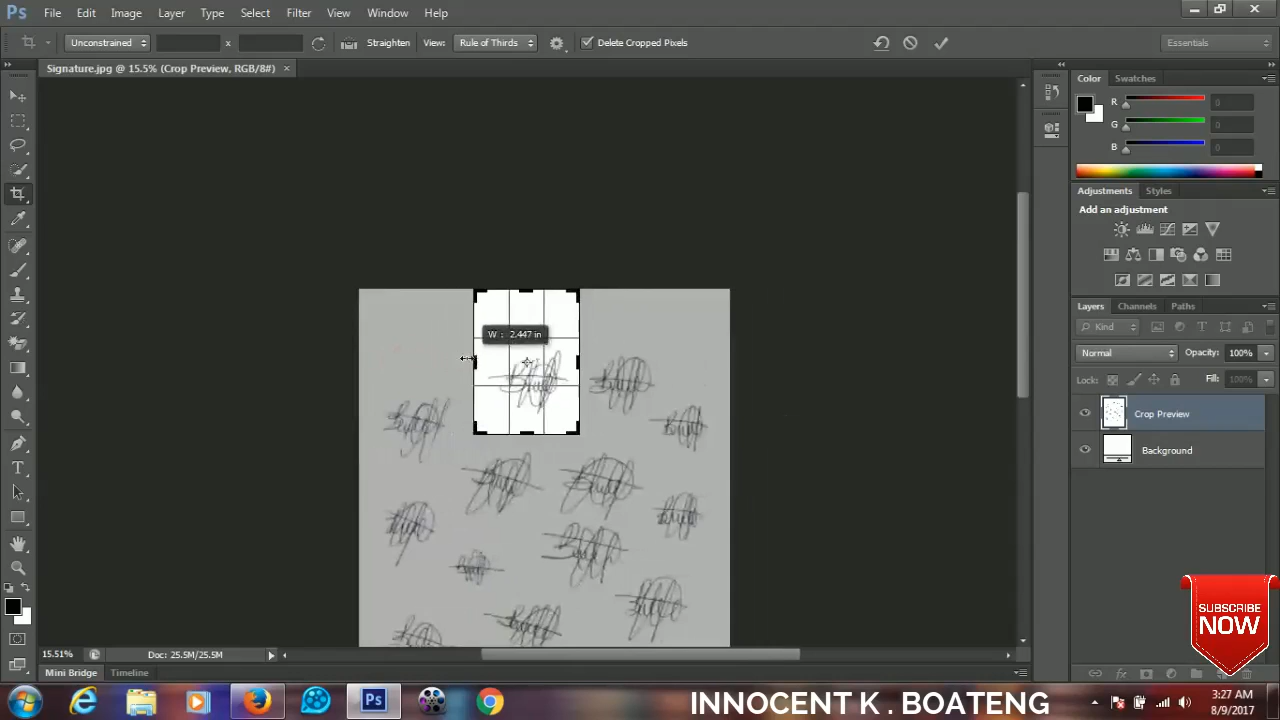 Ps File Edit Image Layer Type Select Filter View Window Help
Unconstrained x Straighten View: Rule of Thirds Delete Cropped Pixels Essentials
Signature.jpg @ 15.5% (Crop Preview, RGB/8#) ×
Color Swatches
R 0
G 0
B 0
Adjustments Styles
Add an adjustment
Layers Channels Paths
Kind
Normal Opacity: 100%
Lock: Fill: 100%
Crop Preview
Background
W : 2.447 in
15.51% Doc: 25.5M/25.5M
Mini Bridge Timeline
SUBSCRIBE
NOW
Ps
INNOCENT K . BOATENG
3:27 AM
8/9/2017